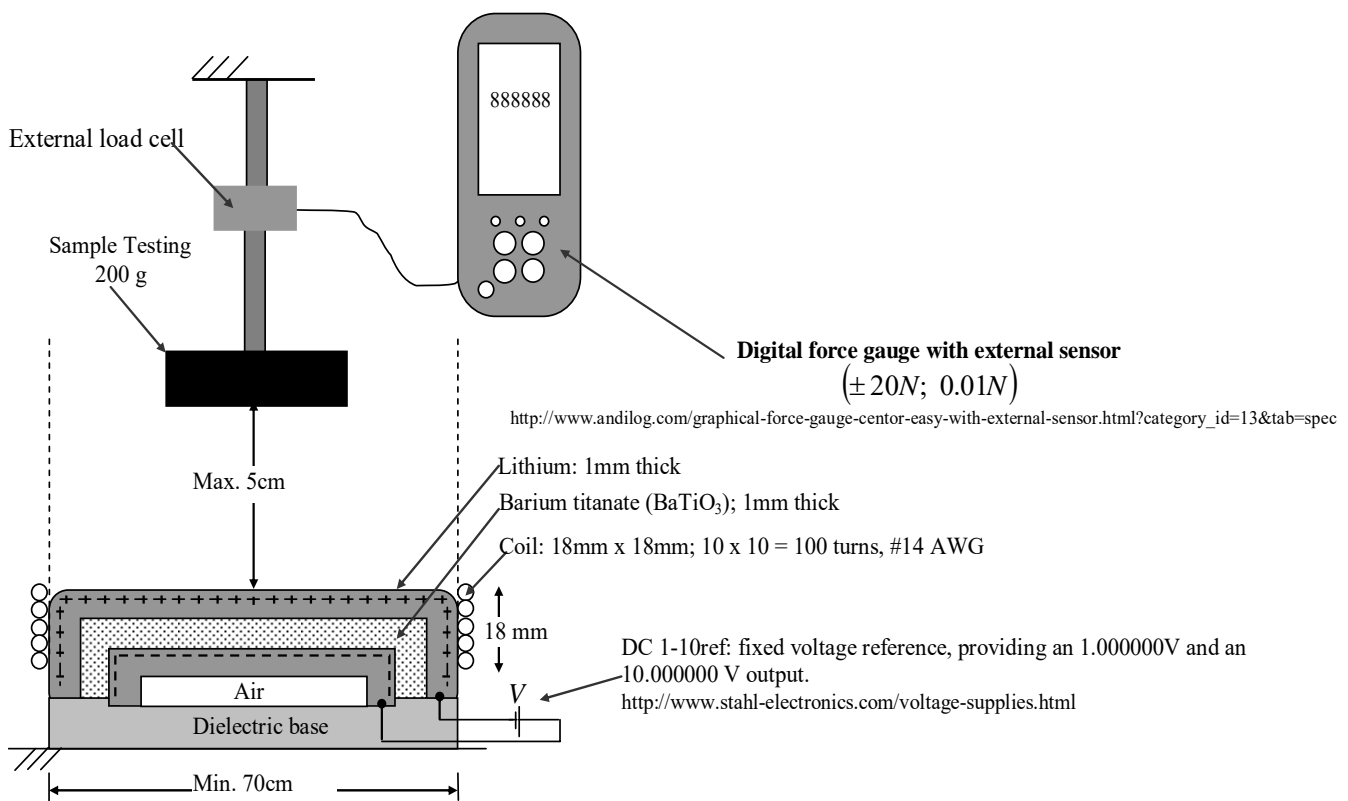 888888
External load cell
Sample Testing
200 g
Digital force gauge with external sensor
(± 20N; 0.01N)
http://www.andilog.com/graphical-force-gauge-centor-easy-with-external-sensor.html?category_id=13&tab=spec
Lithium: 1mm thick
Max. 5cm
Barium titanate (BaTiO₃); 1mm thick
Coil: 18mm x 18mm; 10 x 10 = 100 turns, #14 AWG
18 mm
DC 1-10ref: fixed voltage reference, providing an 1.000000V and an
10.000000 V output.
http://www.stahl-electronics.com/voltage-supplies.html
Air
V
Dielectric base
Min. 70cm